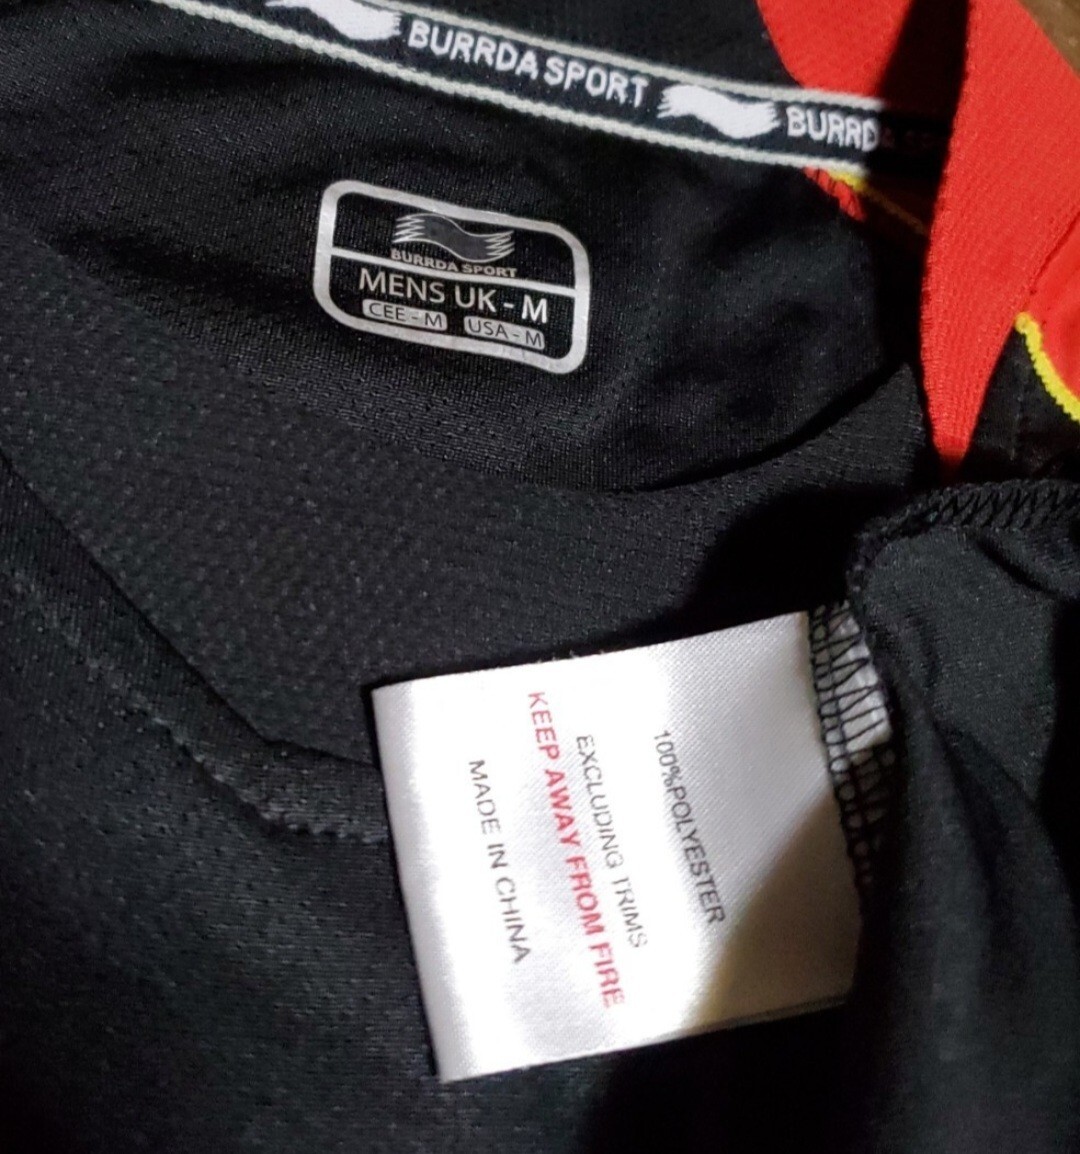 BURRDA SPORT BURRDA
BURRDA SPORT
MENS UK - M
CEE - M USA - M
100%POLYESTER
EXCLUDING TRIMS
KEEP AWAY FROM FIRE
MADE IN CHINA